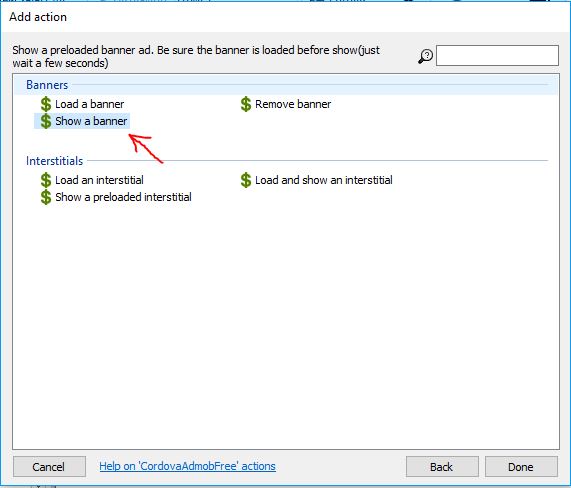 Add action
Show a preloaded banner ad. Be sure the banner is loaded before show(just
wait a few seconds)
Banners
Load a banner
Remove banner
Show a banner
Interstitials
Load an interstitial
Load and show an interstitial
Show a preloaded interstitial
Cancel
Help on 'CordovaAdmobFree' actions
Back
Done